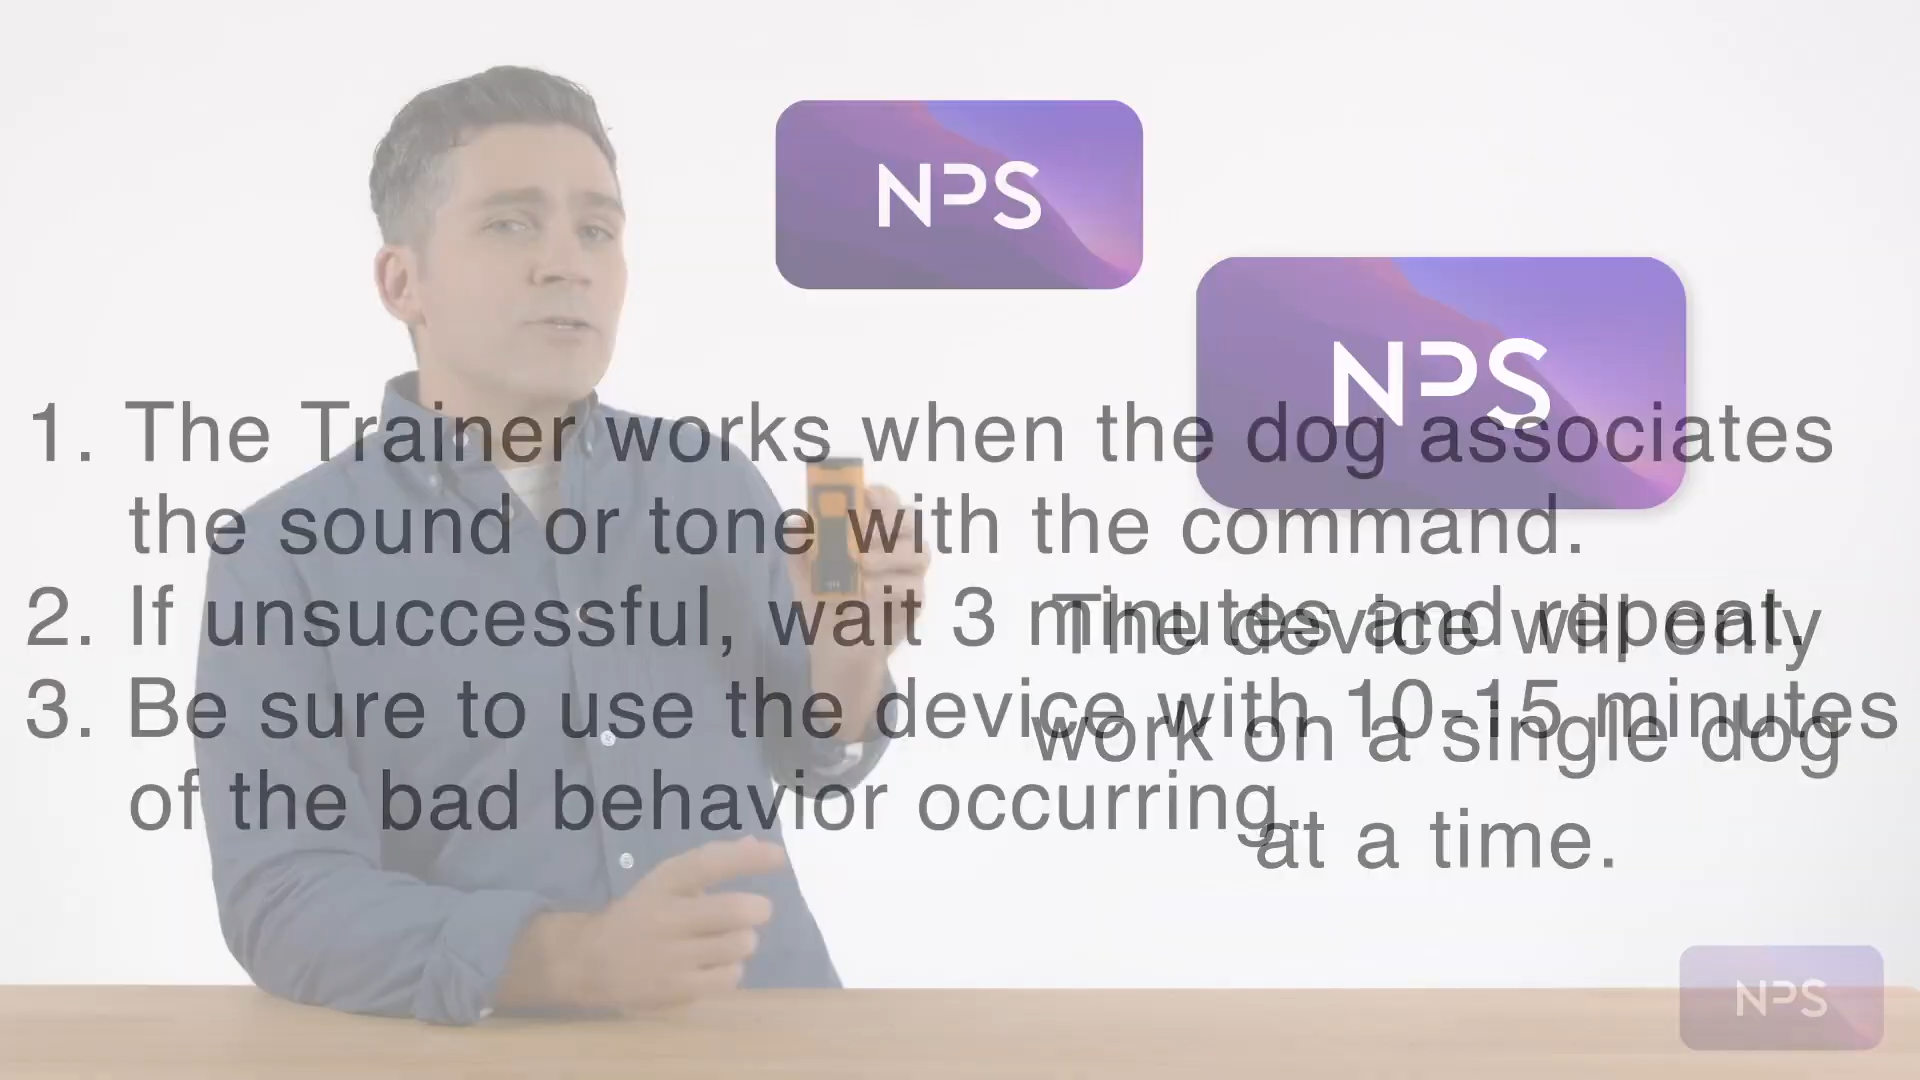 NPS
NPS
1. The Trainer works when the dog associates
the sound or tone with the command.
2. If unsuccessful, wait 3 minutes and repeat.
3. Be sure to use the device with 10-15 minutes
of the bad behavior occurring.
The device will only
work on a single dog
at a time.
NPS